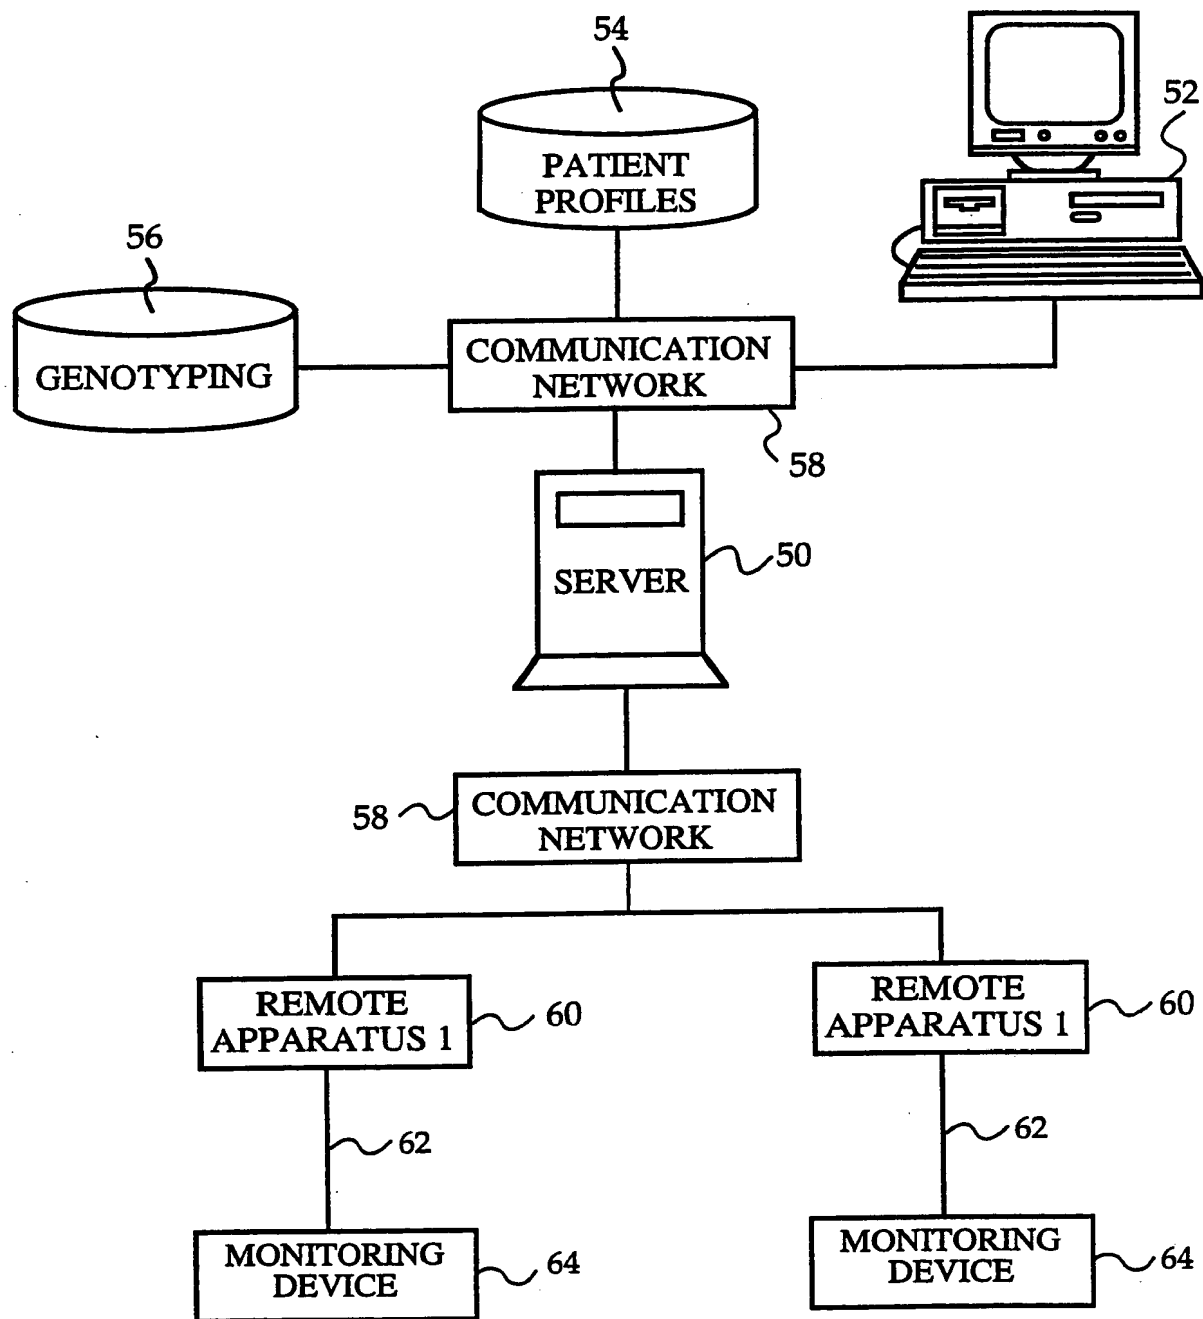 54
PATIENT
PROFILES
52
56
GENOTYPING
COMMUNICATION
NETWORK
58
SERVER
50
58
COMMUNICATION
NETWORK
REMOTE
APPARATUS 1
60
REMOTE
APPARATUS 1
60
62
62
MONITORING
DEVICE
64
MONITORING
DEVICE
64